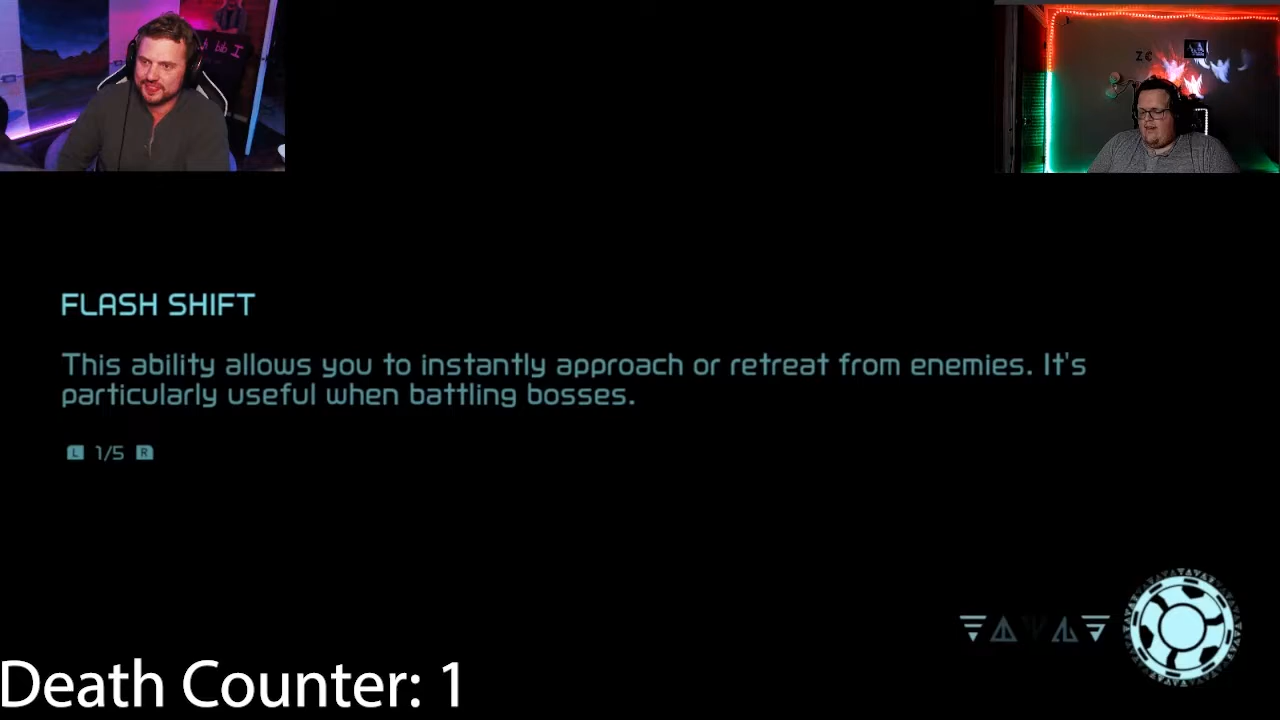 FLASH SHIFT
This ability allows you to instantly approach or retreat from enemies. It's
particularly useful when battling bosses.
L 1/5 R
Death Counter: 1